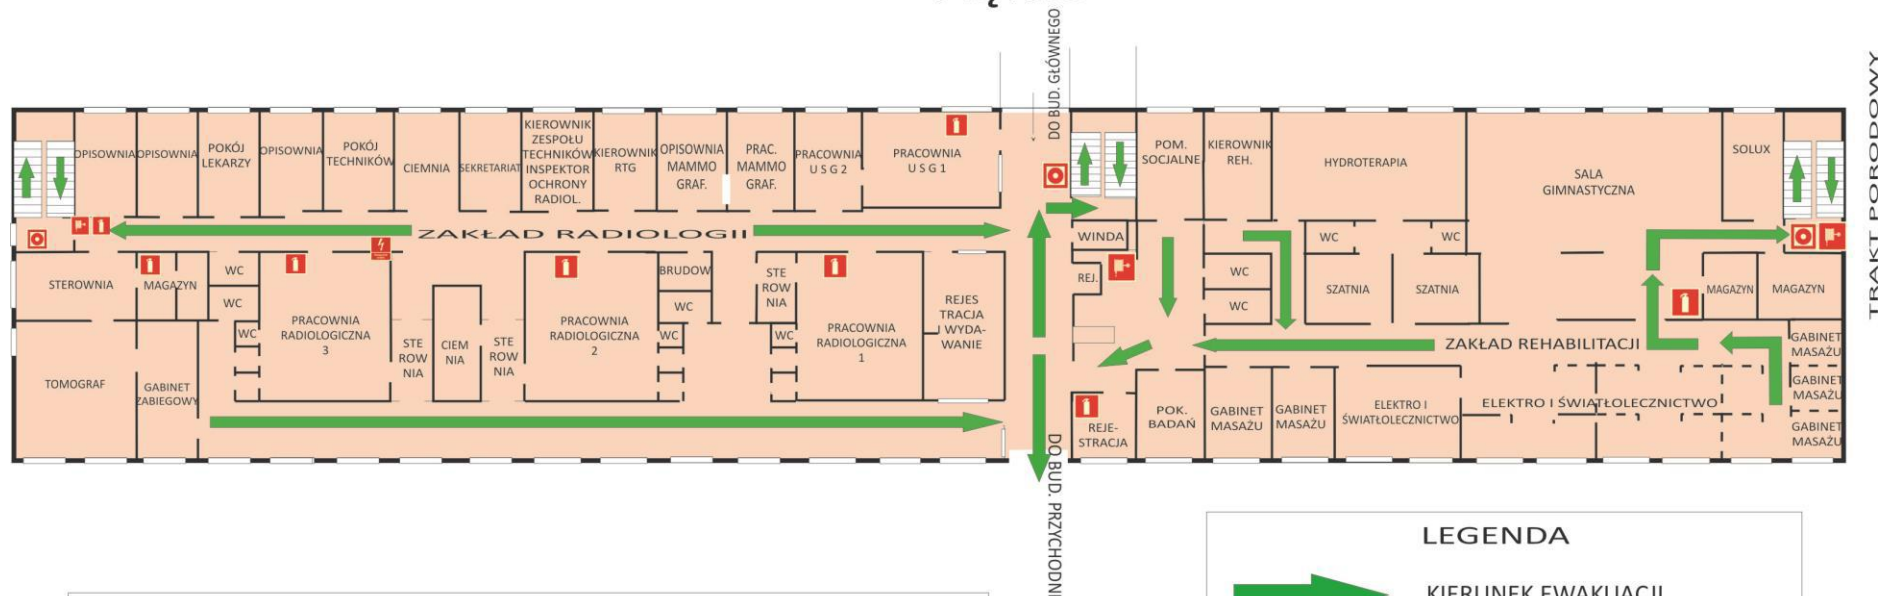 DO BUD. GŁÓWNEGO
TRAKT PORODOWY
OPISOWNIA
OPISOWNIA
POKÓJ
LEKARZY
OPISOWNIA
POKÓJ
TECHNIKÓW
CIEMNIA
SEKRETARIAT
KIEROWNIK
ZESPOŁU
TECHNIKÓW
INSPEKTOR
OCHRONY
RADIOL.
KIEROWNIK
RTG
OPISOWNIA
MAMMO
GRAF.
PRAC.
MAMMO
GRAF.
PRACOWNIA
U S G 2
PRACOWNIA
U S G 1
POM.
SOCJALNE
KIEROWNIK
REH.
HYDROTERAPIA
SALA
GIMNASTYCZNA
SOLUX
ZAKŁAD RADIOLOGII
WINDA
WC
WC
STEROWNIA
MAGAZYN
WC
WC
WC
PRACOWNIA
RADIOLOGICZNA
3
STE
ROW
NIA
CIEM
NIA
STE
ROW
NIA
PRACOWNIA
RADIOLOGICZNA
2
BRUDOW
WC
WC
STE
ROW
NIA
WC
PRACOWNIA
RADIOLOGICZNA
1
REJES
TRACJA
I WYDA-
WANIE
REJ.
WC
WC
SZATNIA
SZATNIA
MAGAZYN
MAGAZYN
ZAKŁAD REHABILITACJI
GABINET
MASAŻU
GABINET
MASAŻU
GABINET
MASAŻU
TOMOGRAF
GABINET
ZABIEGOWY
REJE-
STRACJA
POK.
BADAŃ
GABINET
MASAŻU
GABINET
MASAŻU
ELEKTRO I
ŚWIATŁOLECZNICTWO
ELEKTRO I ŚWIATŁOLECZNICTWO
DO BUD. PRZYCHODNI
LEGENDA
KIERUNEK EWAKUACJI